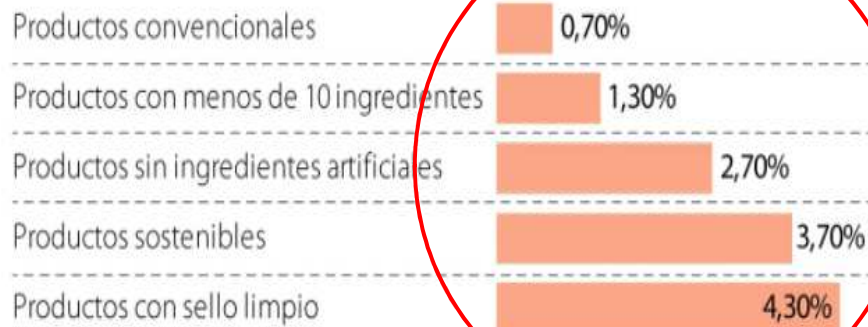 Productos convencionales 0,70%
Productos con menos de 10 ingredientes 1,30%
Productos sin ingredientes artificiales 2,70%
Productos sostenibles 3,70%
Productos con sello limpio 4,30%